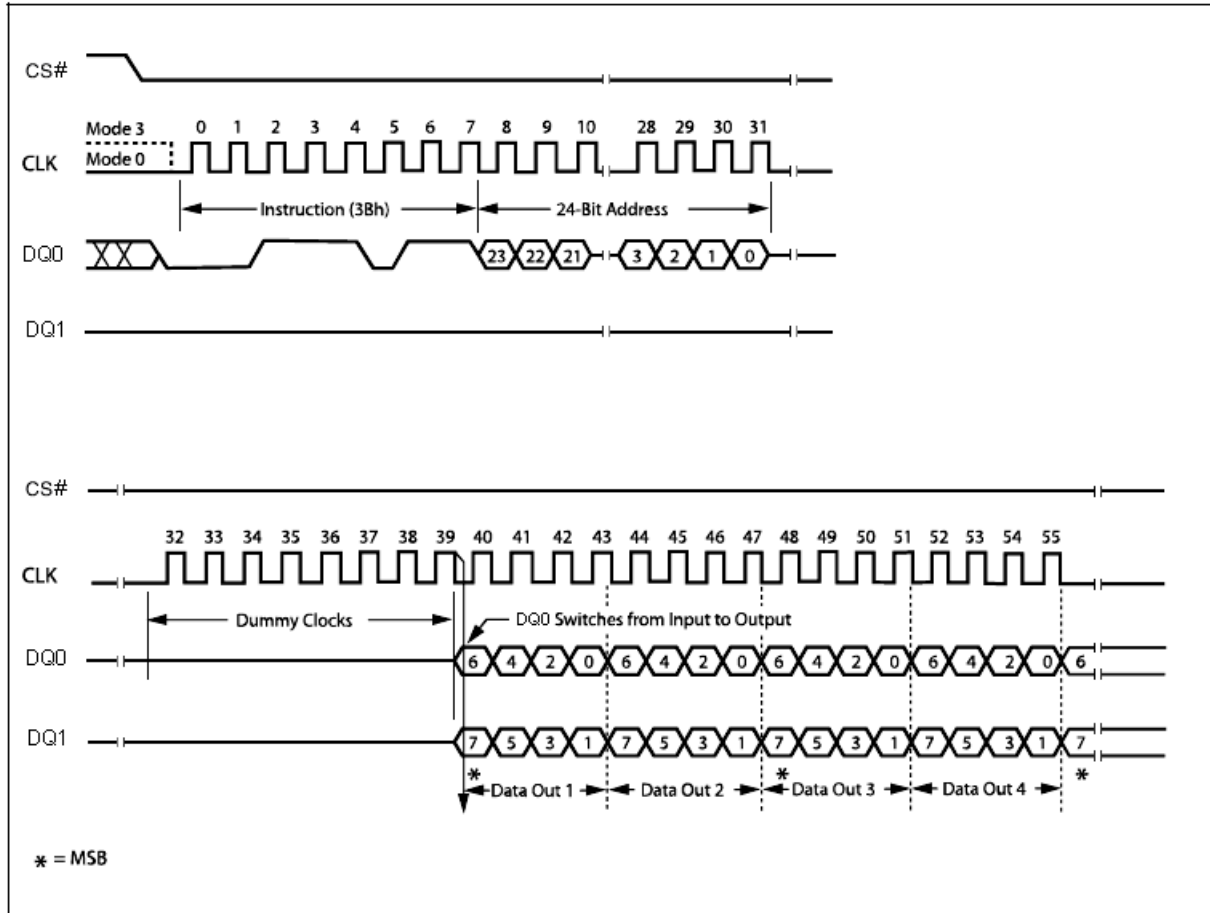 CS#
Mode 3
0 1 2 3 4 5 6 7 8 9 10 28 29 30 31
Mode 0
CLK
Instruction (3Bh) 24-Bit Address
DQ0 23 22 21 3 2 1 0
DQ1
CS#
32 33 34 35 36 37 38 39 40 41 42 43 44 45 46 47 48 49 50 51 52 53 54 55
CLK
Dummy Clocks DQ0 Switches from Input to Output
DQ0 6 4 2 0 6 4 2 0 6 4 2 0 6 4 2 0 6
DQ1 7 5 3 1 7 5 3 1 7 5 3 1 7 5 3 1 7
* * *
Data Out 1 Data Out 2 Data Out 3 Data Out 4
* = MSB